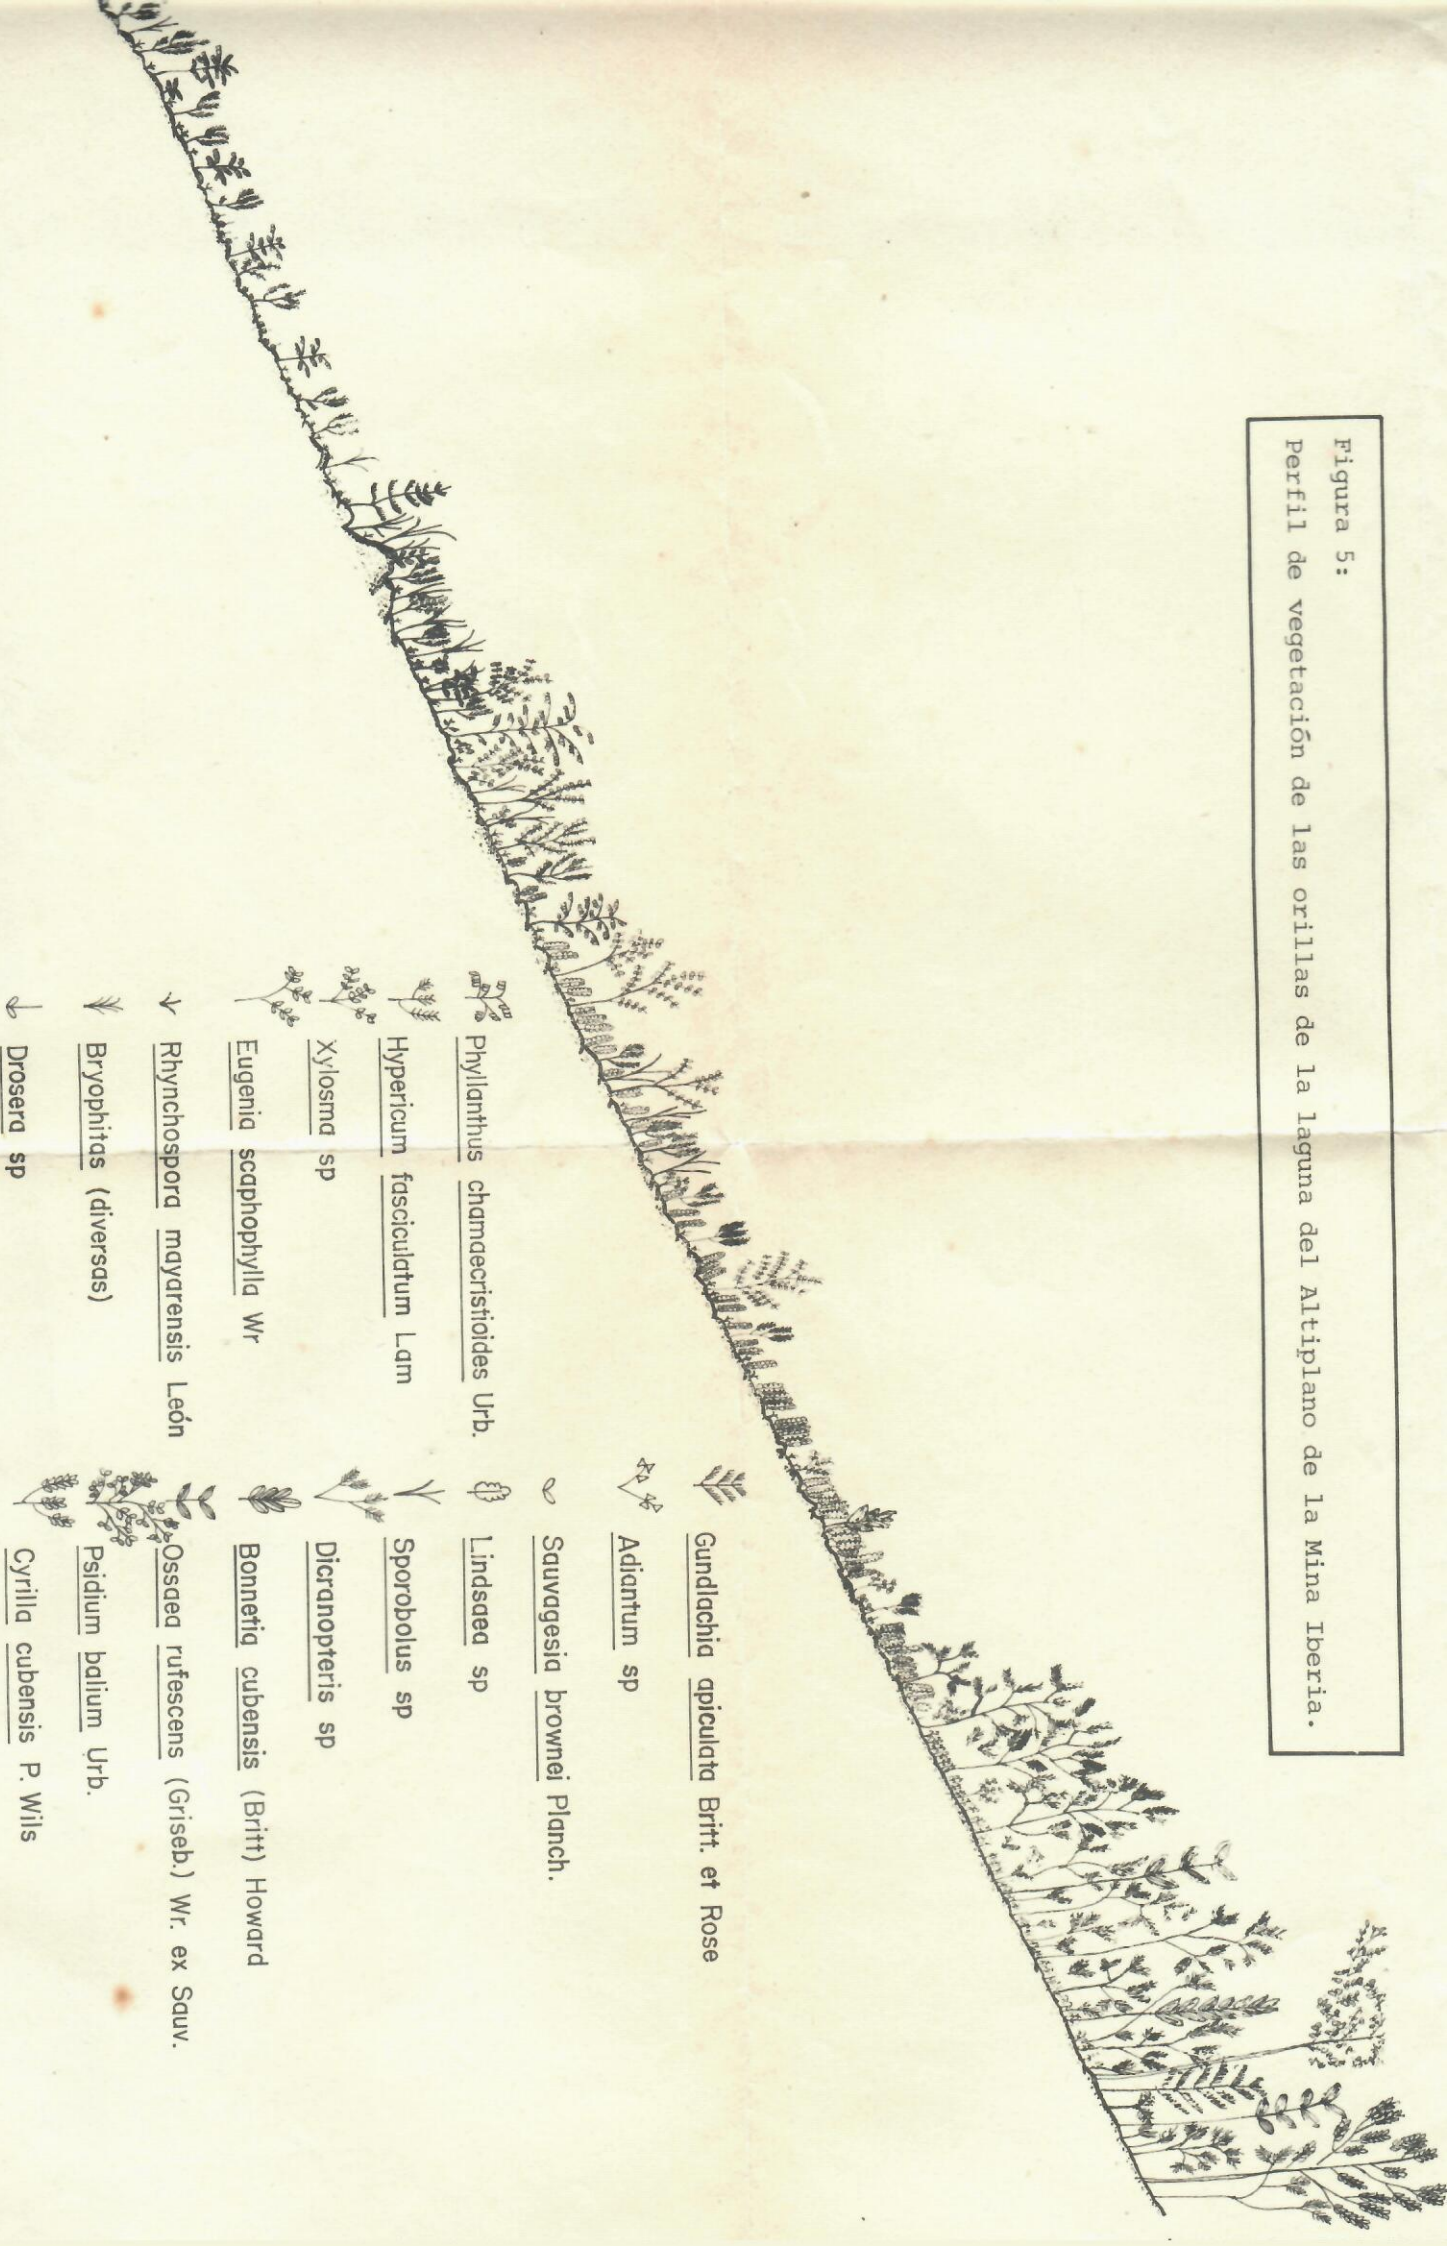 Figura 5:
Perfil de vegetación de las orillas de la laguna del Altiplano de la Mina Iberia.
Phyllanthus chamaecristioides Urb.
Hypericum fasciculatum Lam
Xylosma sp
Eugenia scaphophylla Wr
Rhynchospora mayarensis León
Bryophitas (diversas)
Drosera sp
Gundlachia apiculata Britt. et Rose
Adiantum sp
Sauvagesia brownei Planch.
Lindsaea sp
Sporobolus sp
Dicranopteris sp
Bonnetia cubensis (Britt) Howard
Ossaea rufescens (Griseb.) Wr. ex Sauv.
Psidium balium Urb.
Cyrilla cubensis P. Wils